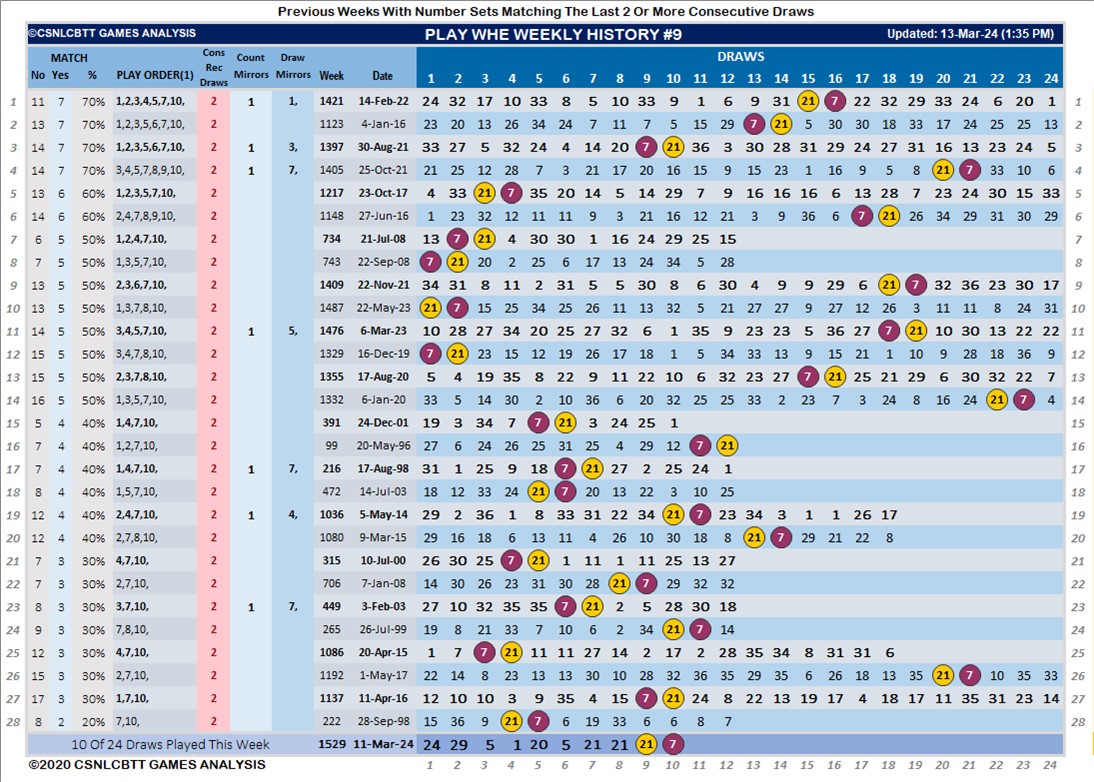 Previous Weeks With Number Sets Matching The Last 2 Or More Consecutive Draws
©CSNLCBTT GAMES ANALYSIS PLAY WHE WEEKLY HISTORY #9 Updated: 13-Mar-24 (1:35 PM)
MATCH Cons Rec Draws Count Mirrors Draw Mirrors DRAWS
No Yes % PLAY ORDER(1) Week Date 1 2 3 4 5 6 7 8 9 10 11 12 13 14 15 16 17 18 19 20 21 22 23 24
1 11 7 70% 1,2,3,4,5,7,10, 2 1 1, 1421 14-Feb-22 24 32 17 10 33 8 5 10 33 9 1 6 9 31 21 7 22 32 29 33 24 6 20 1 1
2 13 7 70% 1,2,3,5,6,7,10, 2 1123 4-Jan-16 23 20 13 26 34 24 7 11 7 5 15 29 7 21 5 30 30 18 33 17 24 25 25 13 2
3 14 7 70% 1,2,3,5,6,7,10, 2 1 3, 1397 30-Aug-21 33 27 5 32 24 4 14 20 7 21 36 3 30 28 31 29 24 27 31 16 13 23 24 5 3
4 14 7 70% 3,4,5,7,8,9,10, 2 1 7, 1405 25-Oct-21 21 25 12 28 7 3 21 17 20 16 15 9 15 23 1 16 9 5 8 21 7 33 10 6 4
5 13 6 60% 1,2,3,5,7,10, 2 1217 23-Oct-17 4 33 21 7 35 20 14 5 14 29 7 9 16 16 16 6 13 28 7 23 24 30 15 33 5
6 14 6 60% 2,4,7,8,9,10, 2 1148 27-Jun-16 1 23 32 12 11 11 9 3 21 16 12 21 3 9 36 6 7 21 26 34 29 31 30 29 6
7 6 5 50% 1,2,4,7,10, 2 734 21-Jul-08 13 7 21 4 30 30 1 16 24 29 25 15 7
8 7 5 50% 1,3,5,7,10, 2 743 22-Sep-08 7 21 20 2 25 6 17 13 24 34 5 28 8
9 13 5 50% 2,3,6,7,10, 2 1409 22-Nov-21 34 31 8 11 2 31 5 5 30 8 6 30 4 9 9 29 6 21 7 32 36 23 30 17 9
10 13 5 50% 1,3,7,8,10, 2 1487 22-May-23 21 7 15 25 34 25 26 11 13 32 5 21 27 27 9 27 12 26 3 11 11 8 24 31 10
11 14 5 50% 3,4,5,7,10, 2 1 5, 1476 6-Mar-23 10 28 27 34 20 25 27 32 6 1 35 9 23 23 5 36 27 7 21 10 30 13 22 22 11
12 15 5 50% 3,4,7,8,10, 2 1329 16-Dec-19 7 21 23 15 12 19 26 17 18 1 5 34 33 13 9 15 21 1 10 9 28 18 36 9 12
13 15 5 50% 2,3,7,8,10, 2 1355 17-Aug-20 5 4 19 35 8 22 9 11 22 10 6 32 23 27 7 21 25 21 29 6 30 32 22 7 13
14 16 5 50% 1,3,5,7,10, 2 1332 6-Jan-20 33 5 14 30 2 10 36 6 20 32 25 25 33 2 23 7 3 24 8 16 24 21 7 4 14
15 5 4 40% 1,4,7,10, 2 391 24-Dec-01 19 3 34 7 7 21 3 24 25 1 15
16 7 4 40% 1,2,7,10, 2 99 20-May-96 27 6 24 26 25 31 25 4 29 12 7 21 16
17 7 4 40% 1,4,7,10, 2 1 7, 216 17-Aug-98 31 1 25 9 18 7 21 27 2 25 24 1 17
18 8 4 40% 1,5,7,10, 2 472 14-Jul-03 18 12 33 24 21 7 20 13 22 3 10 25 18
19 12 4 40% 2,4,7,10, 2 1 4, 1036 5-May-14 29 2 36 1 8 33 31 22 34 21 7 23 34 3 1 1 26 17 19
20 12 4 40% 2,7,8,10, 2 1080 9-Mar-15 29 16 18 6 13 11 4 26 10 30 18 8 21 7 29 21 22 8 20
21 7 3 30% 4,7,10, 2 315 10-Jul-00 26 30 25 7 21 1 11 1 11 25 13 27 21
22 7 3 30% 2,7,10, 2 706 7-Jan-08 14 30 26 23 31 30 28 21 7 29 32 32 22
23 8 3 30% 3,7,10, 2 1 7, 449 3-Feb-03 27 10 32 35 35 7 21 2 5 28 30 18 23
24 9 3 30% 7,8,10, 2 265 26-Jul-99 19 8 21 33 7 10 6 2 34 21 7 14 24
25 12 3 30% 4,7,10, 2 1086 20-Apr-15 1 7 7 21 11 11 27 14 2 17 2 28 35 34 8 31 31 6 25
26 15 3 30% 2,7,10, 2 1192 1-May-17 22 14 8 23 13 13 30 10 28 32 36 35 29 35 6 26 18 13 35 21 7 10 35 33 26
27 15 3 30% 1,7,10, 2 1137 11-Apr-16 12 10 10 3 9 35 4 15 7 21 24 8 22 13 19 17 4 18 17 11 35 31 23 14 27
28 8 2 20% 7,10, 2 222 28-Sep-98 15 36 9 21 7 6 19 33 6 6 8 7 28
10 Of 24 Draws Played This Week 1529 11-Mar-24 24 29 5 1 20 5 21 21 21 7
©2020 CSNLCBTT GAMES ANALYSIS 1 2 3 4 5 6 7 8 9 10 11 12 13 14 15 16 17 18 19 20 21 22 23 24